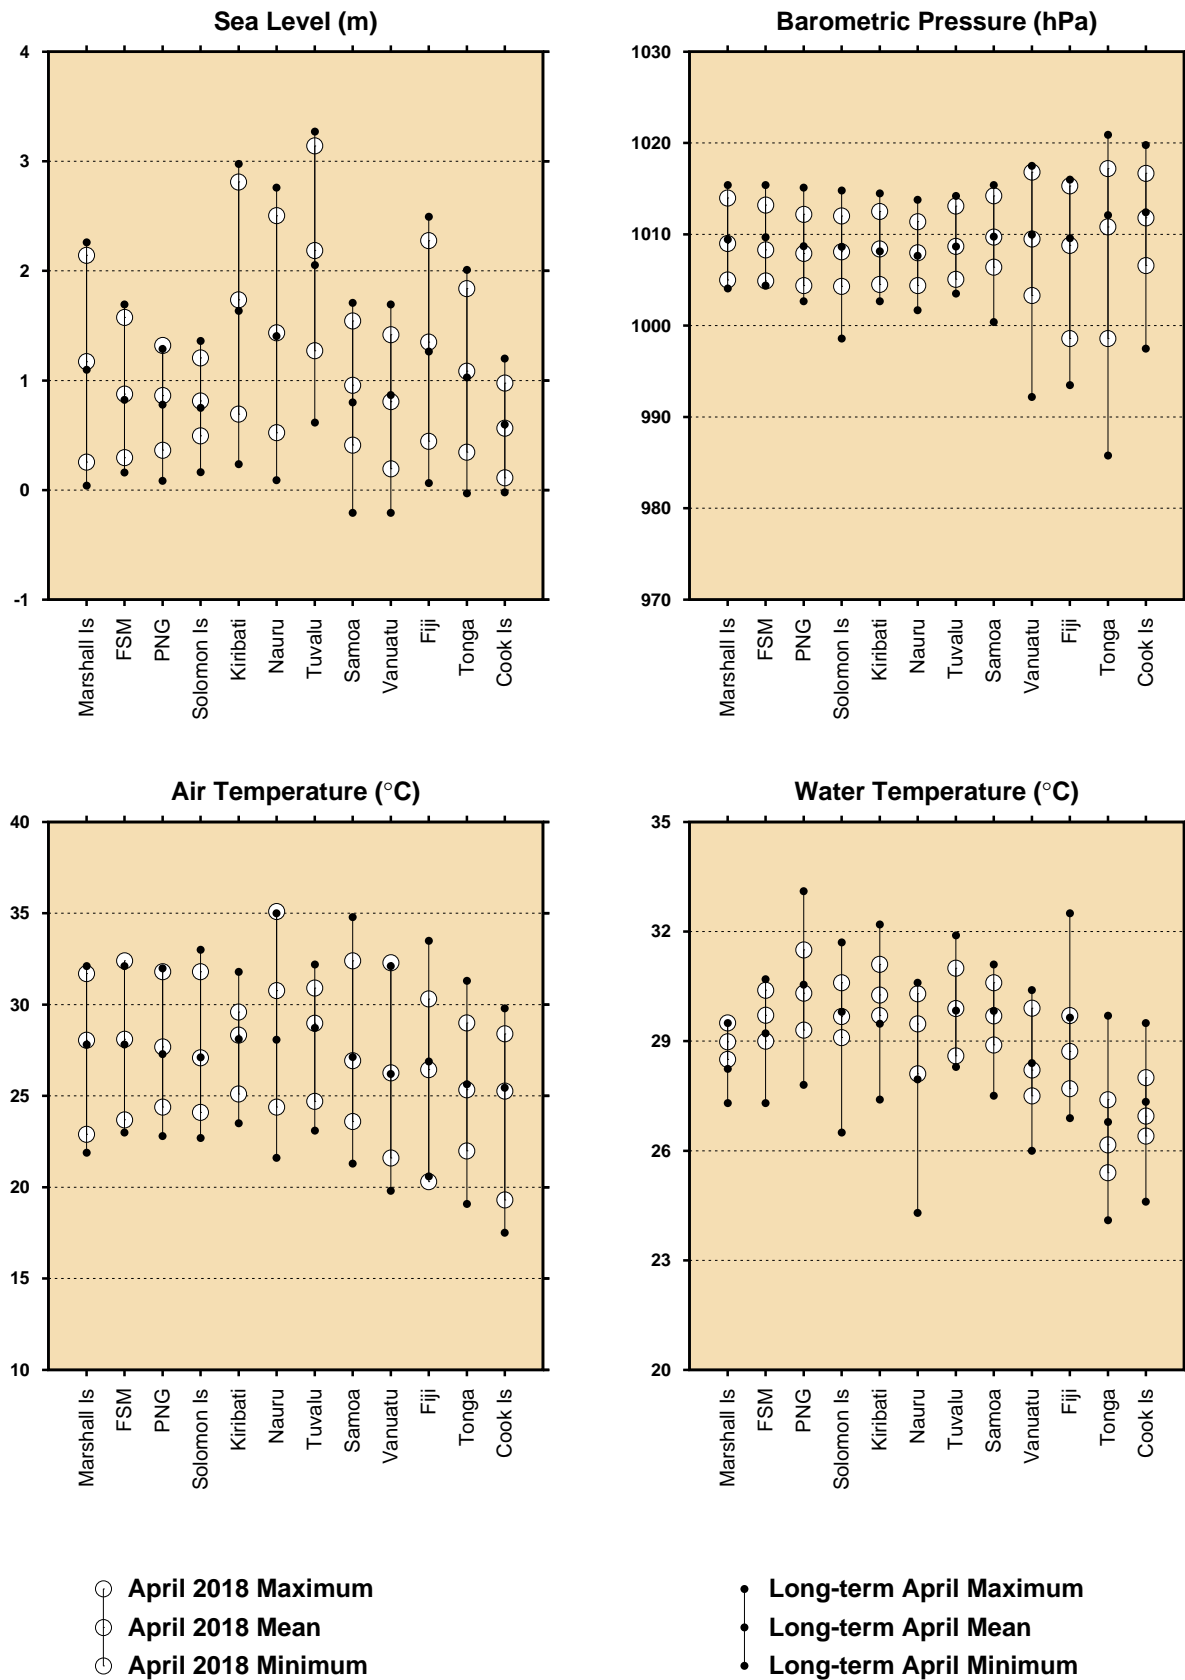 Sea Level (m)
4
3
2
1
0
-1
Marshall Is
FSM
PNG
Solomon Is
Kiribati
Nauru
Tuvalu
Samoa
Vanuatu
Fiji
Tonga
Cook Is
Barometric Pressure (hPa)
1030
1020
1010
1000
990
980
970
Marshall Is
FSM
PNG
Solomon Is
Kiribati
Nauru
Tuvalu
Samoa
Vanuatu
Fiji
Tonga
Cook Is
Air Temperature (°C)
40
35
30
25
20
15
10
Marshall Is
FSM
PNG
Solomon Is
Kiribati
Nauru
Tuvalu
Samoa
Vanuatu
Fiji
Tonga
Cook Is
Water Temperature (°C)
35
32
29
26
23
20
Marshall Is
FSM
PNG
Solomon Is
Kiribati
Nauru
Tuvalu
Samoa
Vanuatu
Fiji
Tonga
Cook Is
April 2018 Maximum
April 2018 Mean
April 2018 Minimum
Long-term April Maximum
Long-term April Mean
Long-term April Minimum